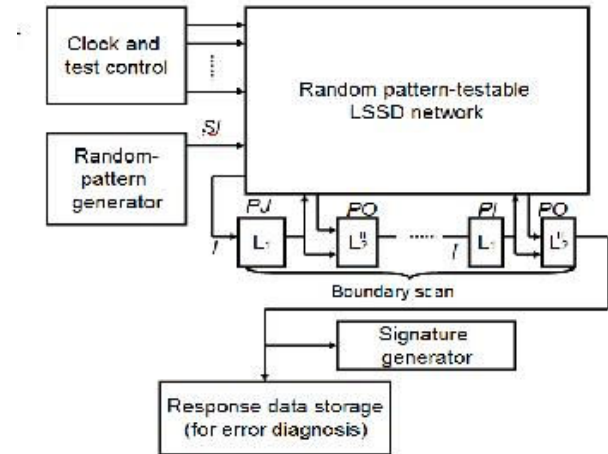 Clock and
test control
Random pattern-testable
LSSD network
SI
Random-
pattern
generator
PJ
PO
PI
PO
I
L₁
L
I
L₁
L
Boundary scan
Signature
generator
Response data storage
(for error diagnosis)